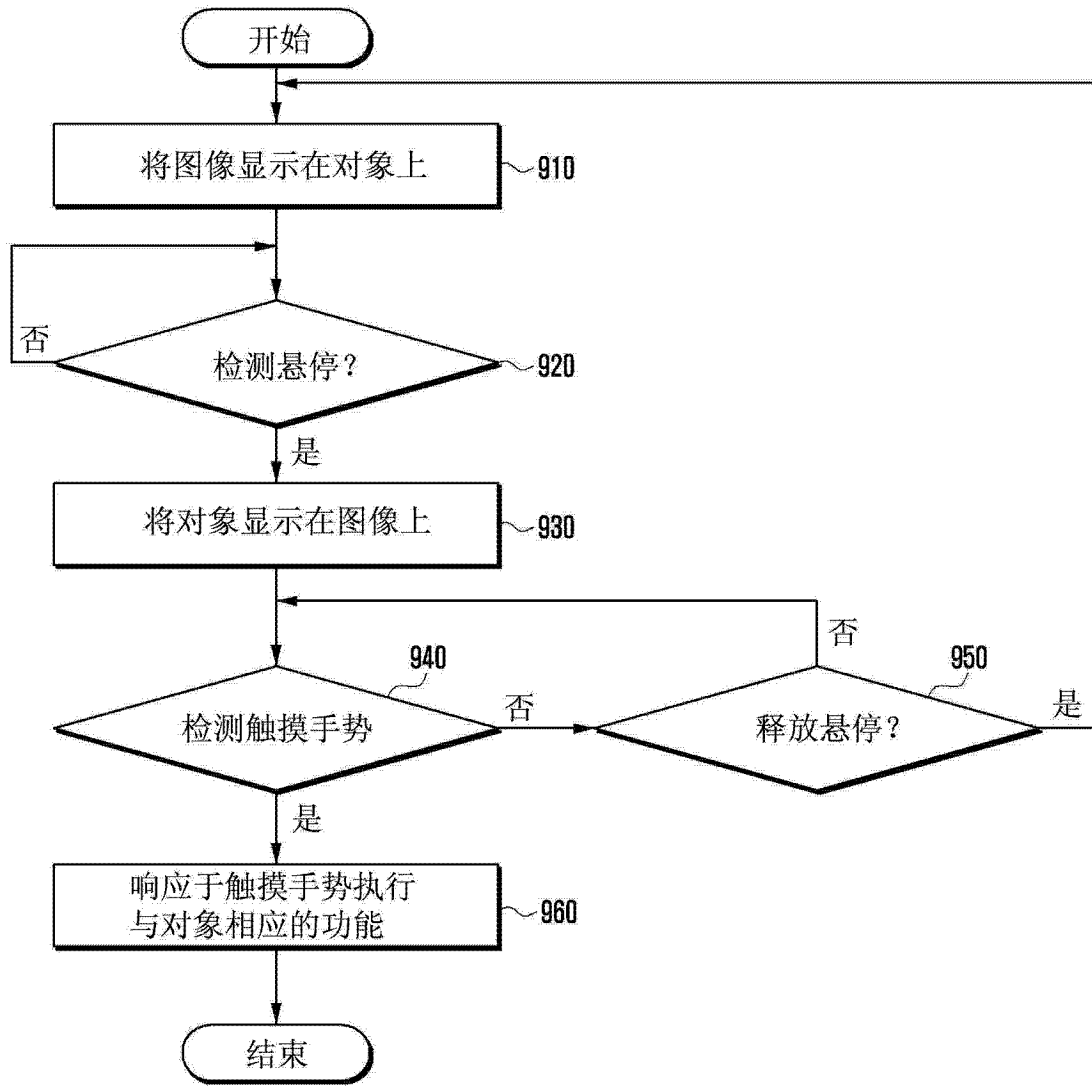 开始
将图像显示在对象上
910
否
检测悬停?
920
是
将对象显示在图像上
930
否
940
950
检测触摸手势
否
释放悬停?
是
是
响应于触摸手势执行
与对象相应的功能
960
结束